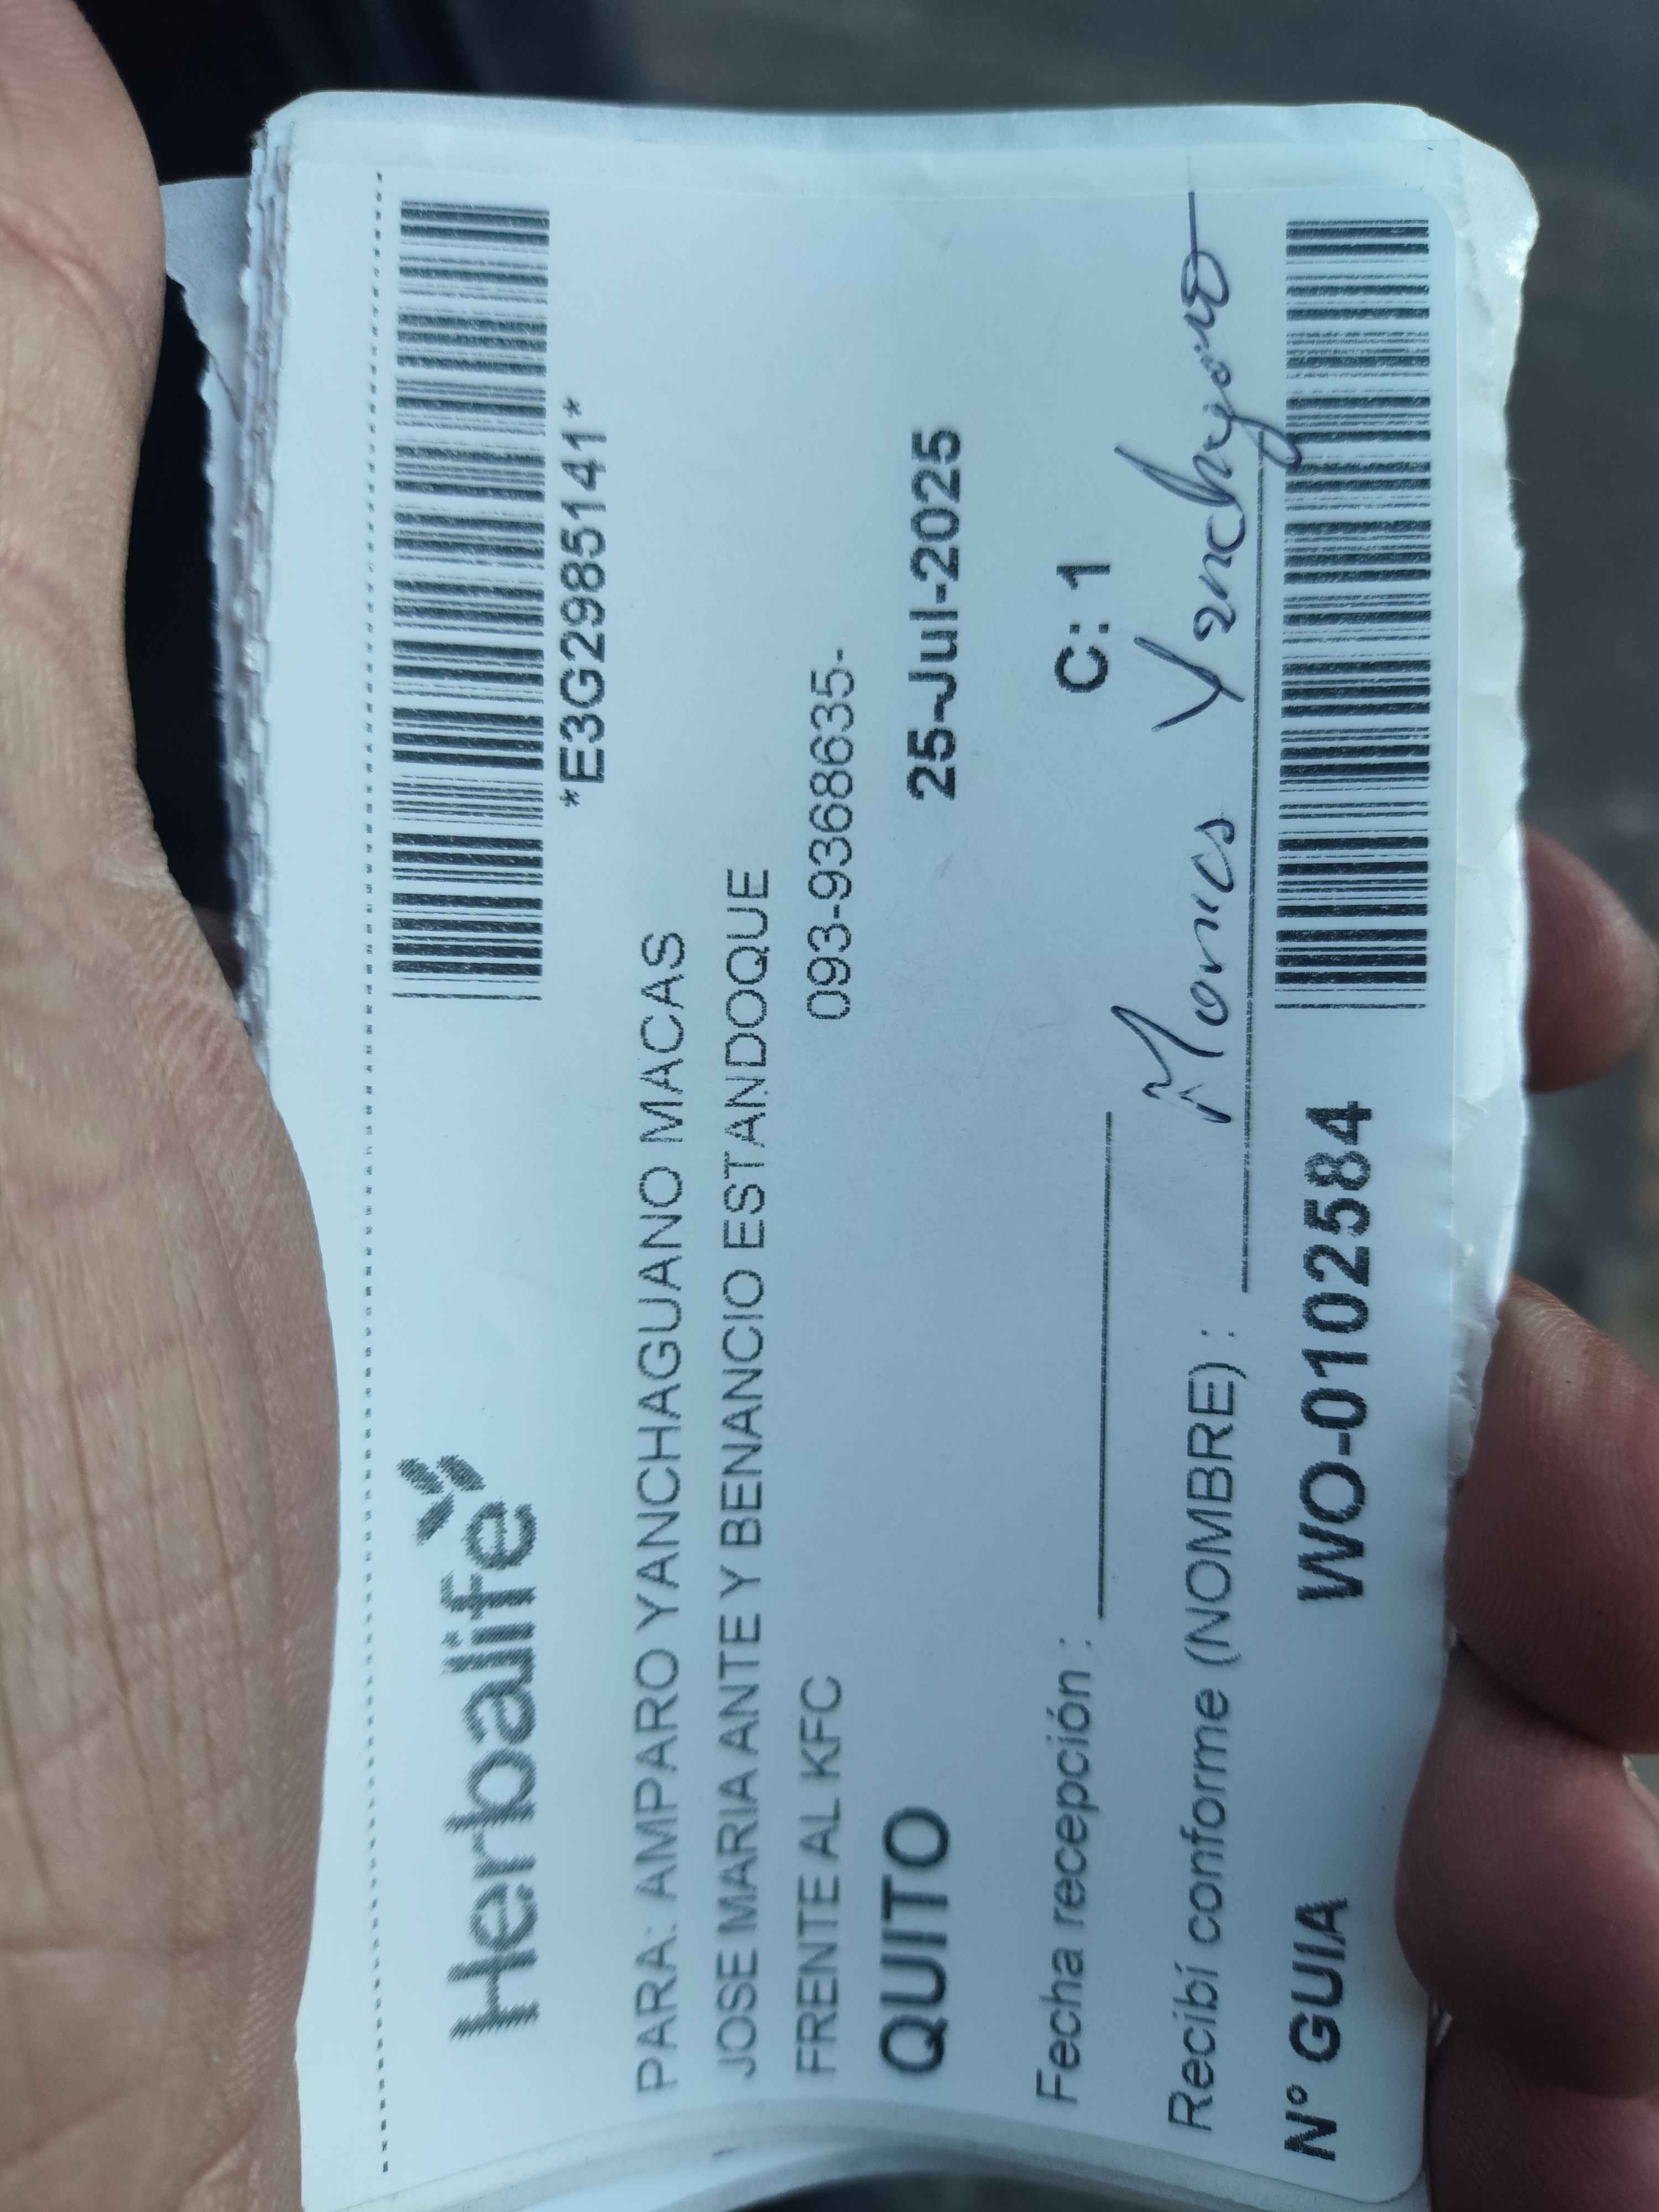 Herbalife
*E3G2985141*
PARA: AMPARO YANCHAGUANO MACAS
JOSE MARIA ANTE Y BENANCIO ESTANDOQUE
FRENTE AL KFC 093-9368635-
QUITO 25-Jul-2025
Fecha recepción : C: 1
Recibí conforme (NOMBRE) : Monica
N° GUIA WO-0102584